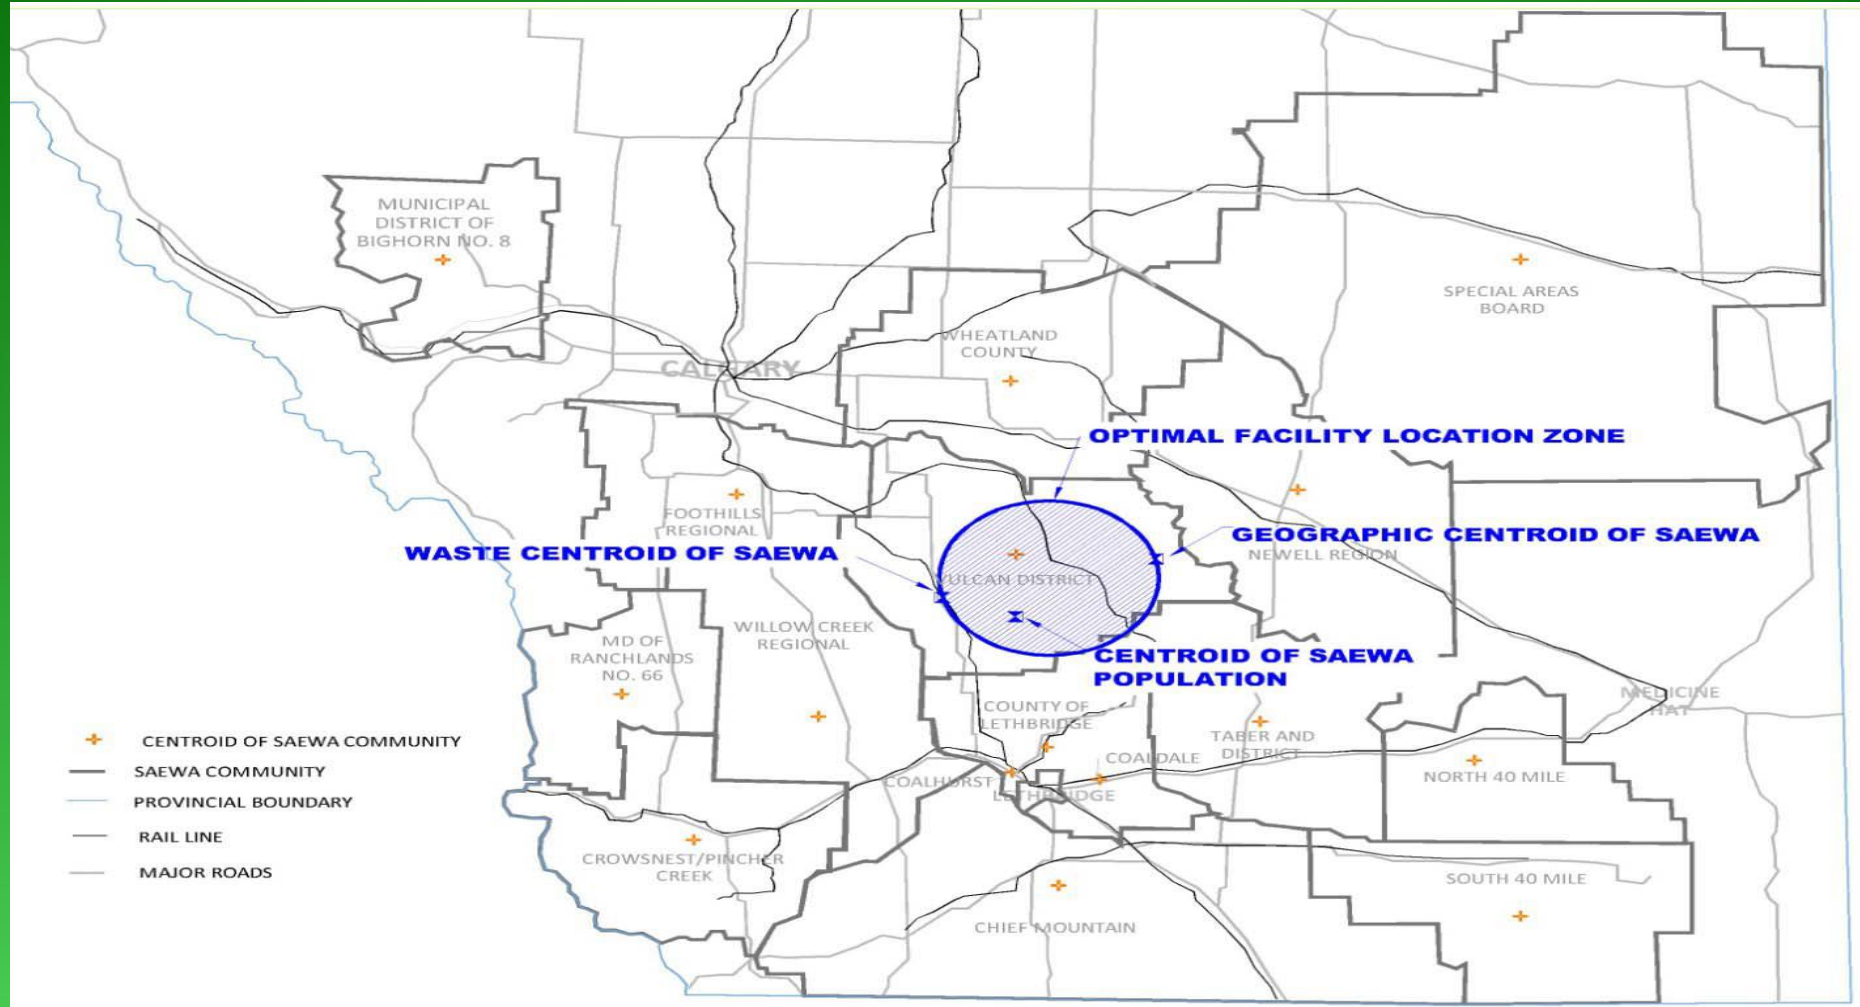 MUNICIPAL
DISTRICT OF
BIGHORN NO. 8
SPECIAL AREAS
BOARD
WHEATLAND
COUNTY
CALGARY
OPTIMAL FACILITY LOCATION ZONE
FOOTHILLS
REGIONAL
GEOGRAPHIC CENTROID OF SAEWA
NEWELL REGION
WASTE CENTROID OF SAEWA
VULCAN DISTRICT
WILLOW CREEK
REGIONAL
MD OF
RANCHLANDS
NO. 66
CENTROID OF SAEWA
POPULATION
MEDICINE
HAT
COUNTY OF
LETHBRIDGE
TABER AND
DISTRICT
COALDALE
COALHURST
LETHBRIDGE
NORTH 40 MILE
CENTROID OF SAEWA COMMUNITY
SAEWA COMMUNITY
PROVINCIAL BOUNDARY
RAIL LINE
MAJOR ROADS
CROWSNEST/PINCHER
CREEK
SOUTH 40 MILE
CHIEF MOUNTAIN